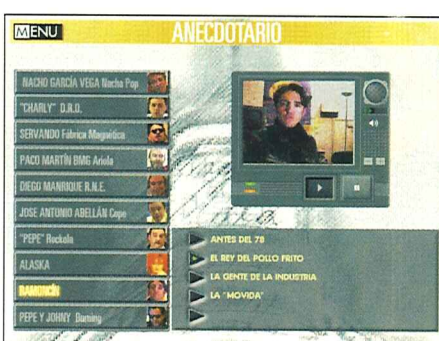 MENU
ANECDOTARIO
NACHO GARCÍA VEGA Nacha Pop
"CHARLY" D.R.O.
SERVANDO Fábrica Magnética
PACO MARTÍN BMG Ariola
DIEGO MANRIQUE R.N.E.
JOSE ANTONIO ABELLÁN Cope
"PEPE" Rockola
ALASKA
RAMONCÍN
PEPE Y JOHNY Burning
ANTES DEL 78
EL REY DEL POLLO FRITO
LA GENTE DE LA INDUSTRIA
LA "MOVIDA"